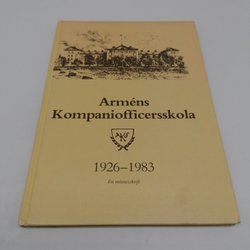 Arméns
Kompaniofficersskola
1926–1983
En minnesskrift